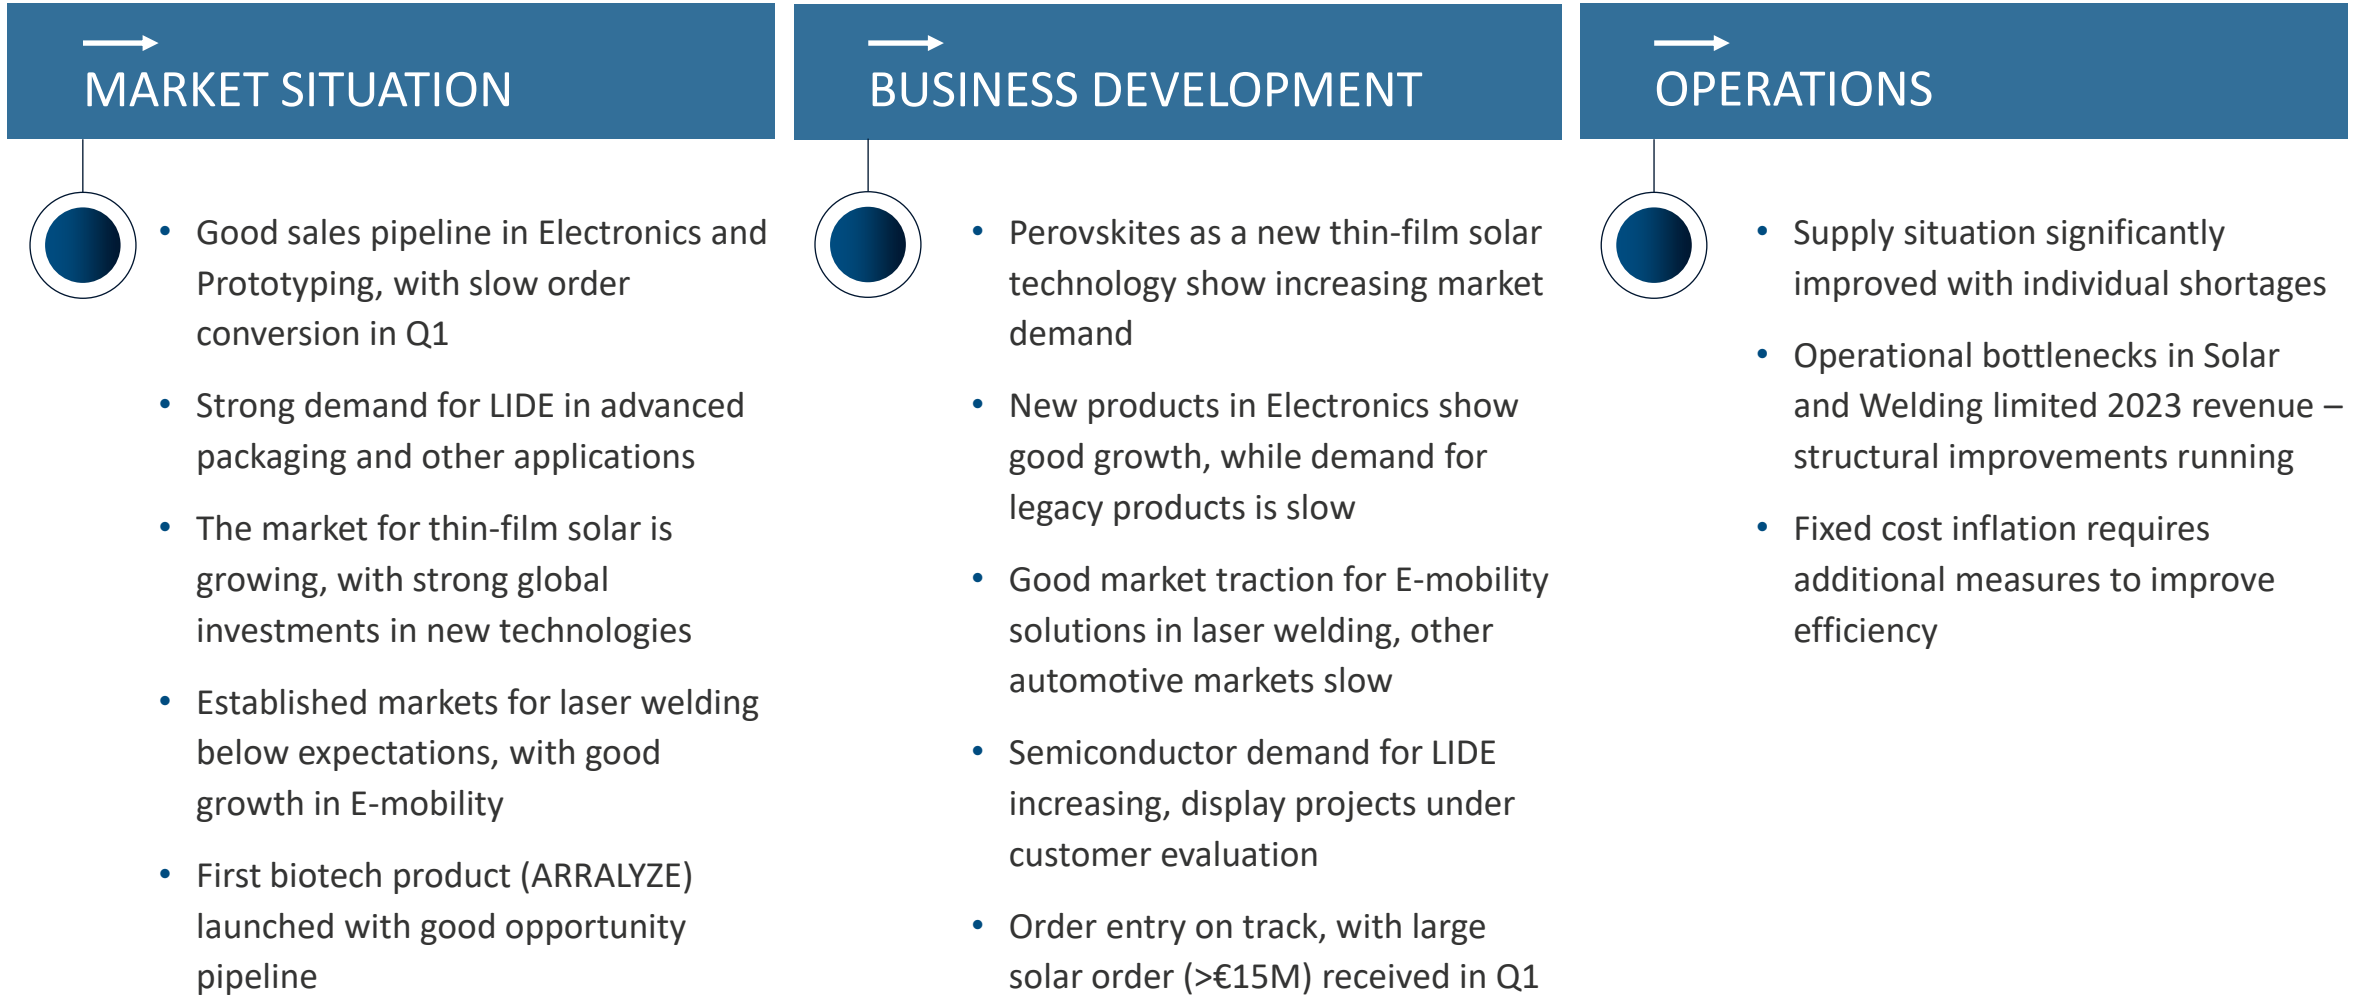 MARKET SITUATION
• Good sales pipeline in Electronics and
Prototyping, with slow order
conversion in Q1
• Strong demand for LIDE in advanced
packaging and other applications
• The market for thin-film solar is
growing, with strong global
investments in new technologies
• Established markets for laser welding
below expectations, with good
growth in E-mobility
• First biotech product (ARRALYZE)
launched with good opportunity
pipeline
BUSINESS DEVELOPMENT
• Perovskites as a new thin-film solar
technology show increasing market
demand
• New products in Electronics show
good growth, while demand for
legacy products is slow
• Good market traction for E-mobility
solutions in laser welding, other
automotive markets slow
• Semiconductor demand for LIDE
increasing, display projects under
customer evaluation
• Order entry on track, with large
solar order (>€15M) received in Q1
OPERATIONS
• Supply situation significantly
improved with individual shortages
• Operational bottlenecks in Solar
and Welding limited 2023 revenue –
structural improvements running
• Fixed cost inflation requires
additional measures to improve
efficiency